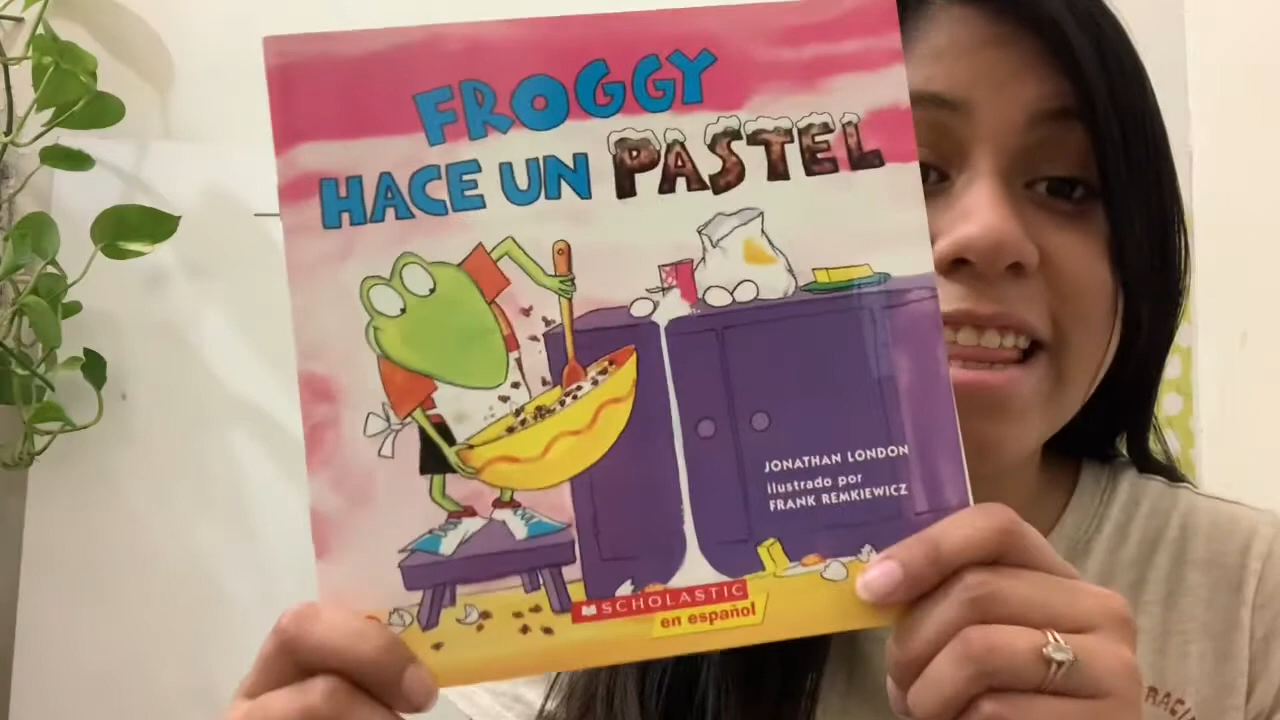 FROGGY
HACE UN PASTEL
JONATHAN LONDON
ilustrado por
FRANK REMKIEWICZ
SCHOLASTIC
en español